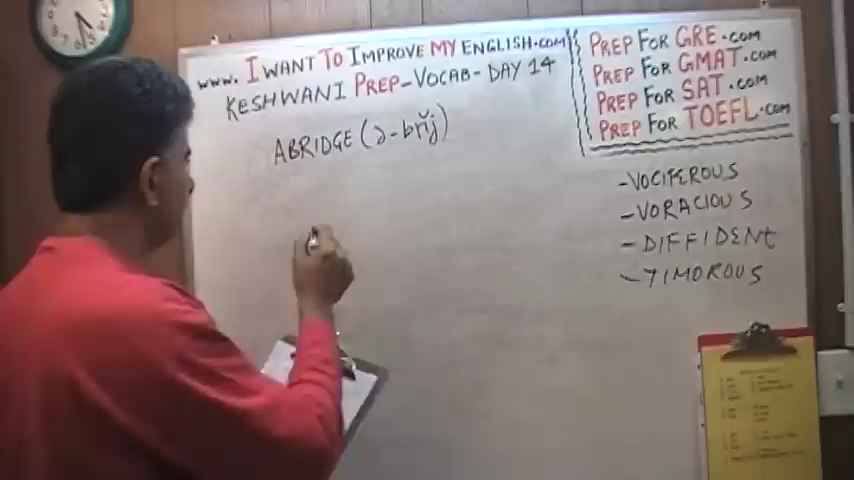 www. I WANT TO IMPROVE MY ENGLISH.COM
KESHWANI PREP-VOCAB- DAY 14
ABRIDGE (ə-brĭj)
PREP FOR GRE.com
PREP FOR GMAT.com
PREP FOR SAT.com
PREP FOR TOEFL.com
-VOCIFEROUS
-VORACIOUS
-DIFFIDENt
-TIMOROUS